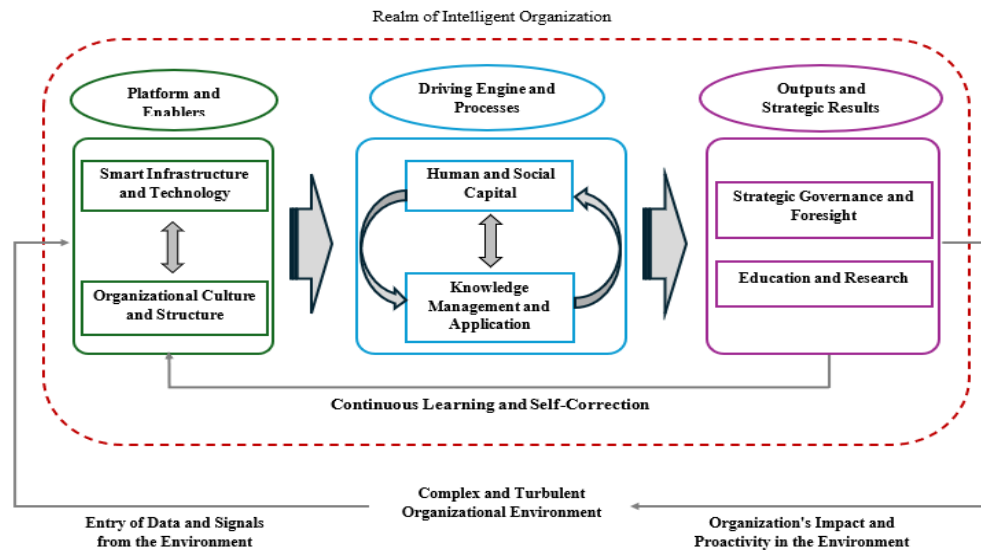 Realm of Intelligent Organization
Platform and
Enablers
Driving Engine and
Processes
Outputs and
Strategic Results
Smart Infrastructure
and Technology
Organizational Culture
and Structure
Human and Social
Capital
Knowledge
Management and
Application
Strategic Governance and
Foresight
Education and Research
Continuous Learning and Self-Correction
Complex and Turbulent
Organizational Environment
Entry of Data and Signals
from the Environment
Organization's Impact and
Proactivity in the Environment